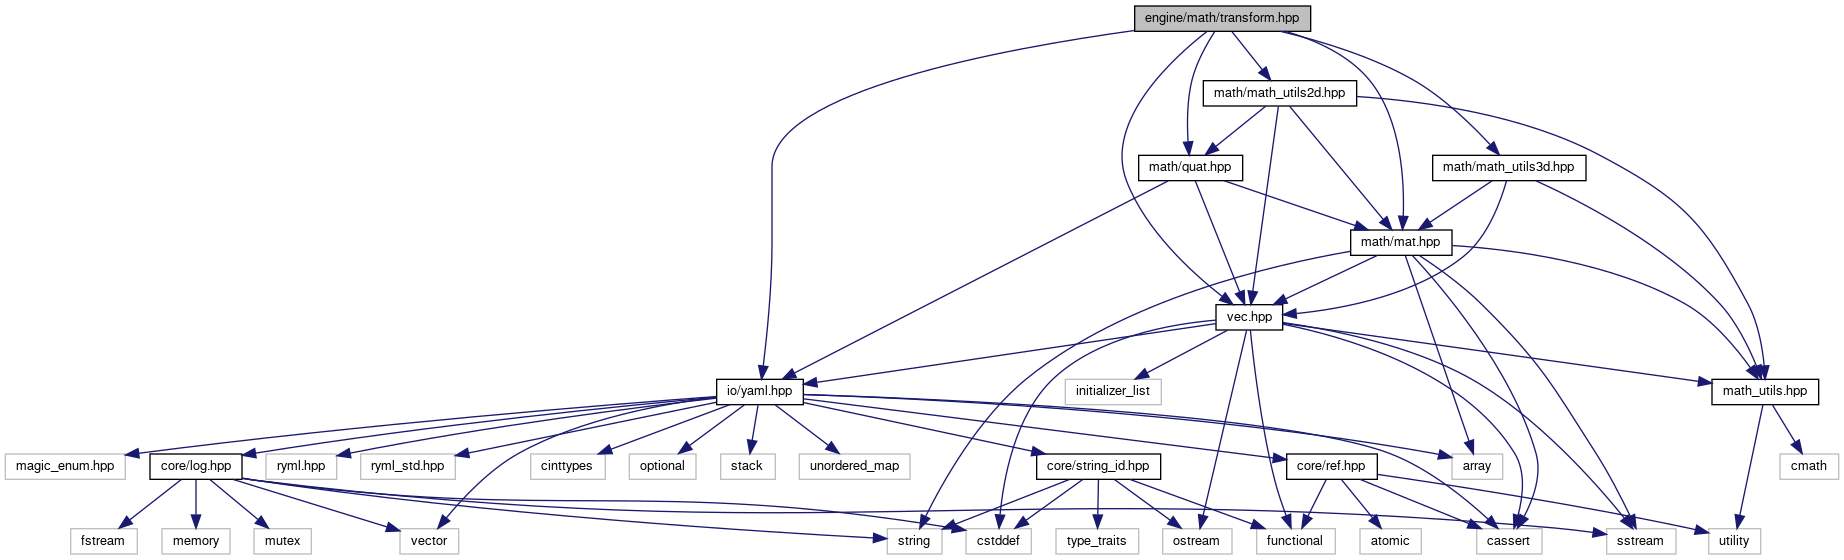 engine/math/transform.hpp
math/math_utils2d.hpp
math/quat.hpp
math/math_utils3d.hpp
math/mat.hpp
vec.hpp
io/yaml.hpp
initializer_list
math_utils.hpp
magic_enum.hpp
core/log.hpp
ryml.hpp
ryml_std.hpp
cinttypes
optional
stack
unordered_map
core/string_id.hpp
core/ref.hpp
array
cmath
fstream
memory
mutex
vector
string
cstddef
type_traits
ostream
functional
atomic
cassert
sstream
utility